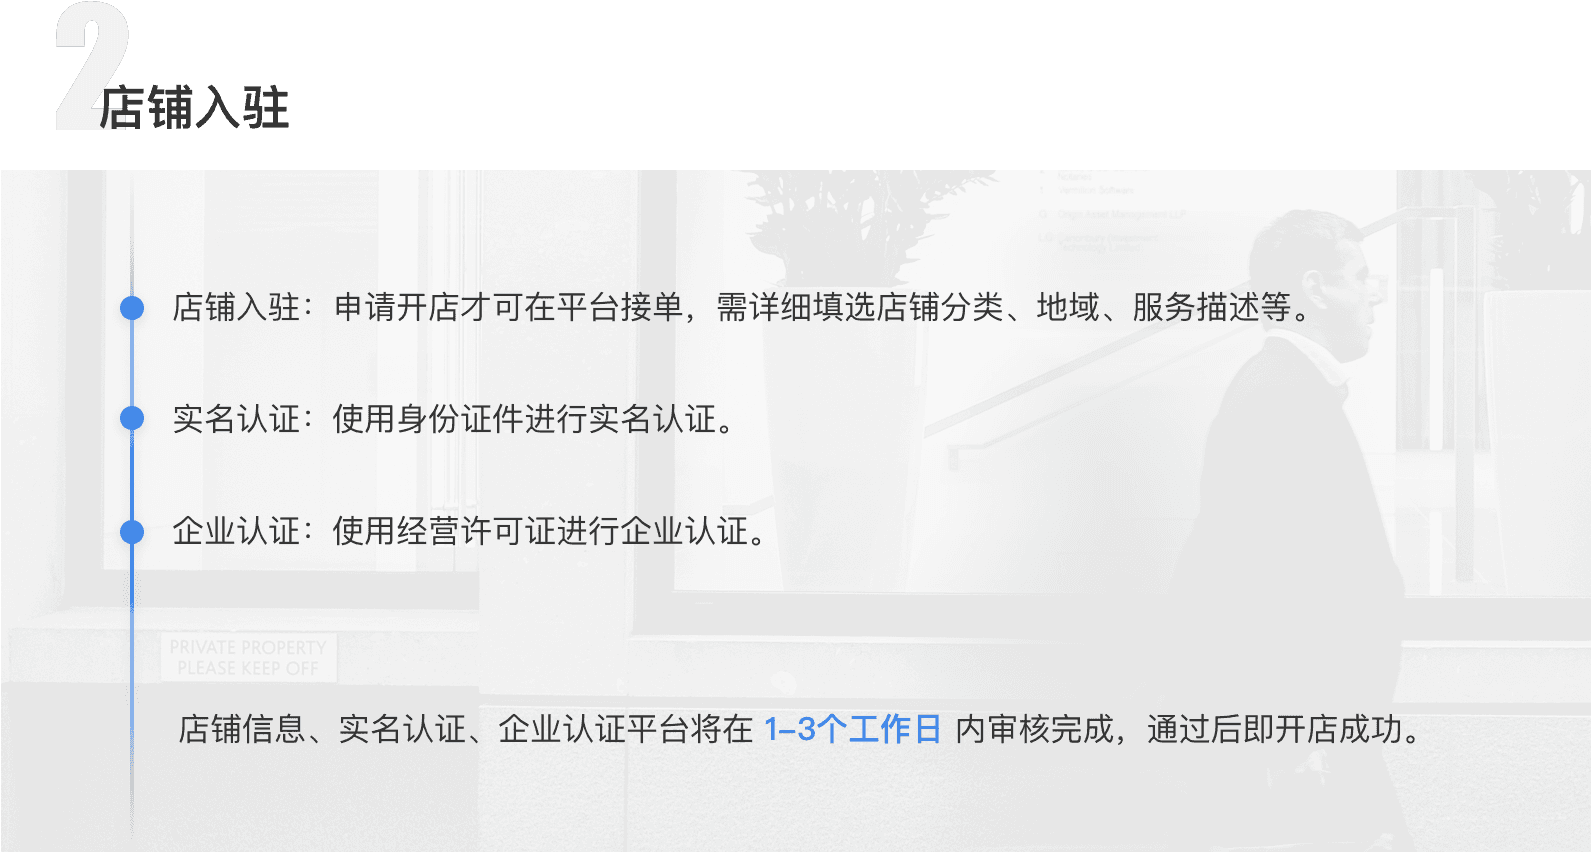 2
店铺入驻
Notaries
Vermilion Software
店铺入驻：申请开店才可在平台接单，需详细填选店铺分类、地域、服务描述等。
实名认证：使用身份证件进行实名认证。
企业认证：使用经营许可证进行企业认证。
PRIVATE PROPERTY
PLEASE KEEP OFF
店铺信息、实名认证、企业认证平台将在 1-3个工作日 内审核完成，通过后即开店成功。